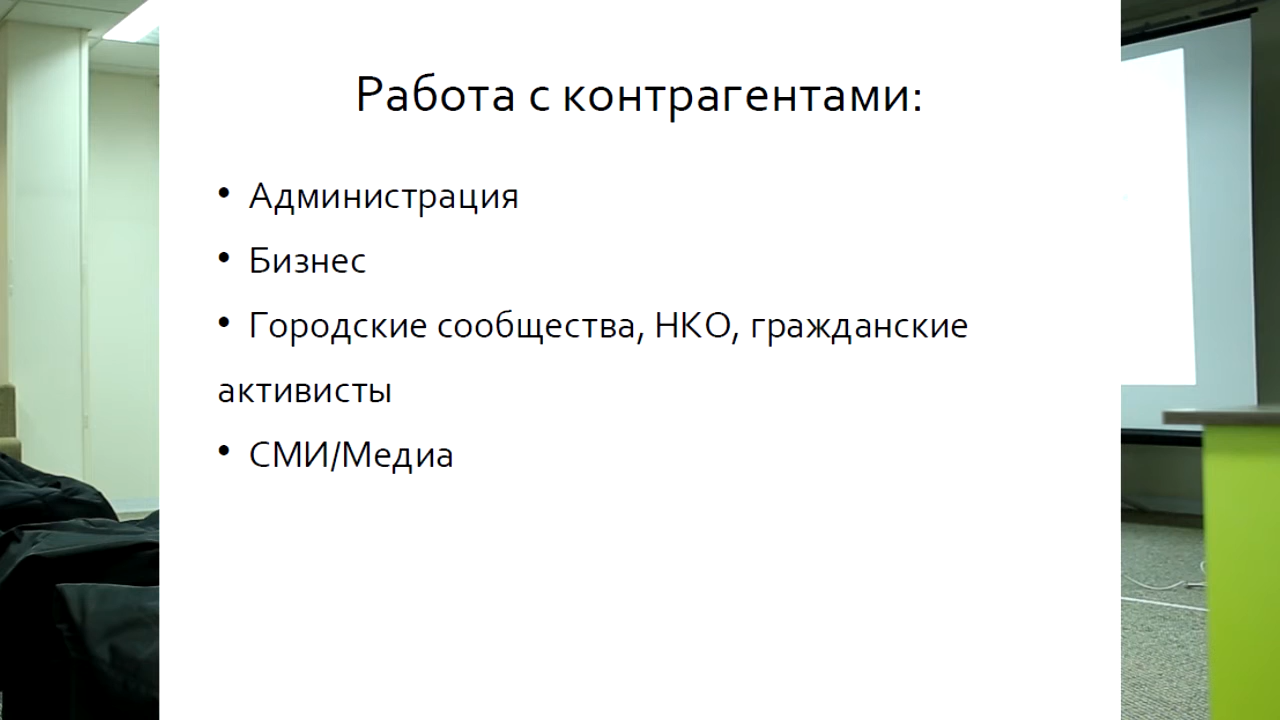 Работа с контрагентами:
• Администрация
• Бизнес
• Городские сообщества, НКО, гражданские
активисты
• СМИ/Медиа